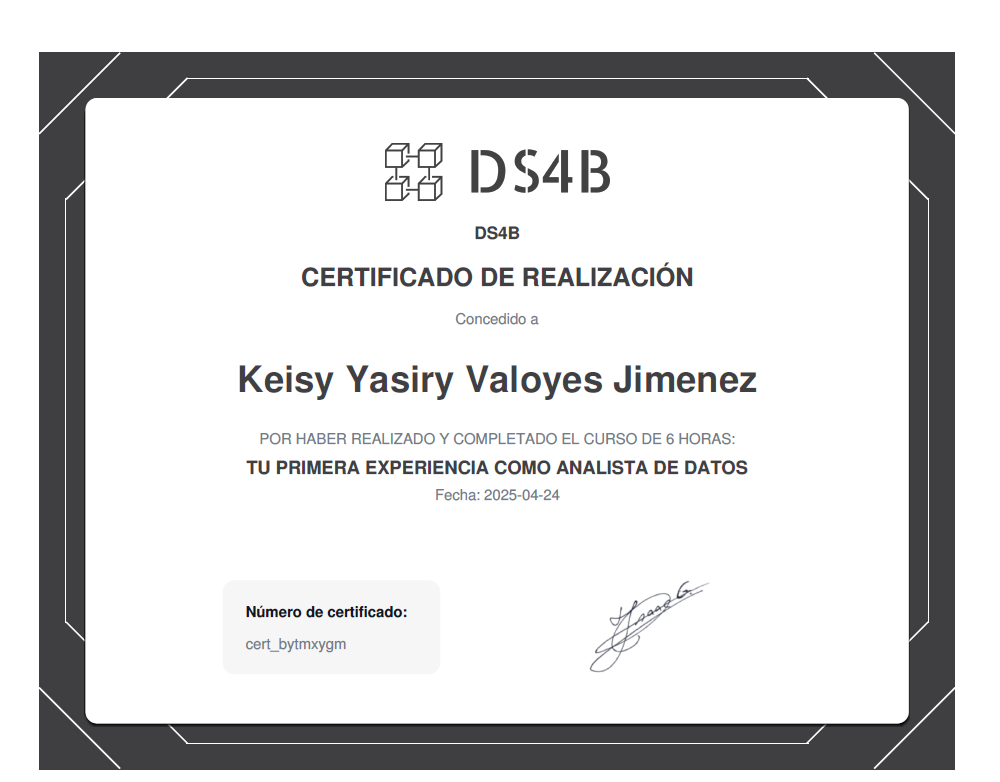 DS4B
DS4B
CERTIFICADO DE REALIZACIÓN
Concedido a
Keisy Yasiry Valoyes Jimenez
POR HABER REALIZADO Y COMPLETADO EL CURSO DE 6 HORAS:
TU PRIMERA EXPERIENCIA COMO ANALISTA DE DATOS
Fecha: 2025-04-24
Número de certificado:
cert_bytmxygm
Isaac G.